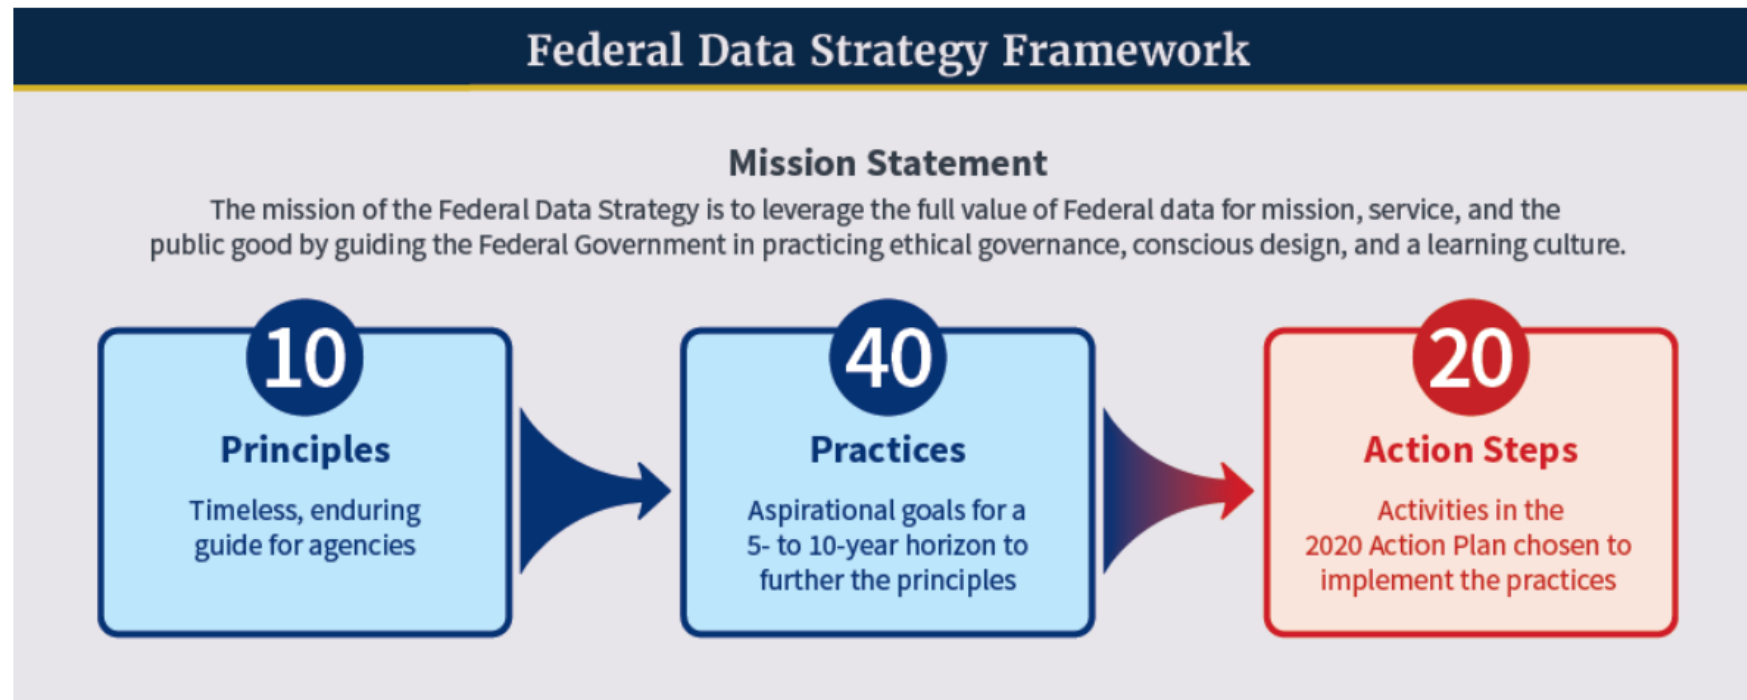 Federal Data Strategy Framework
Mission Statement
The mission of the Federal Data Strategy is to leverage the full value of Federal data for mission, service, and the
public good by guiding the Federal Government in practicing ethical governance, conscious design, and a learning culture.
10
Principles
Timeless, enduring
guide for agencies
40
Practices
Aspirational goals for a
5- to 10-year horizon to
further the principles
20
Action Steps
Activities in the
2020 Action Plan chosen to
implement the practices